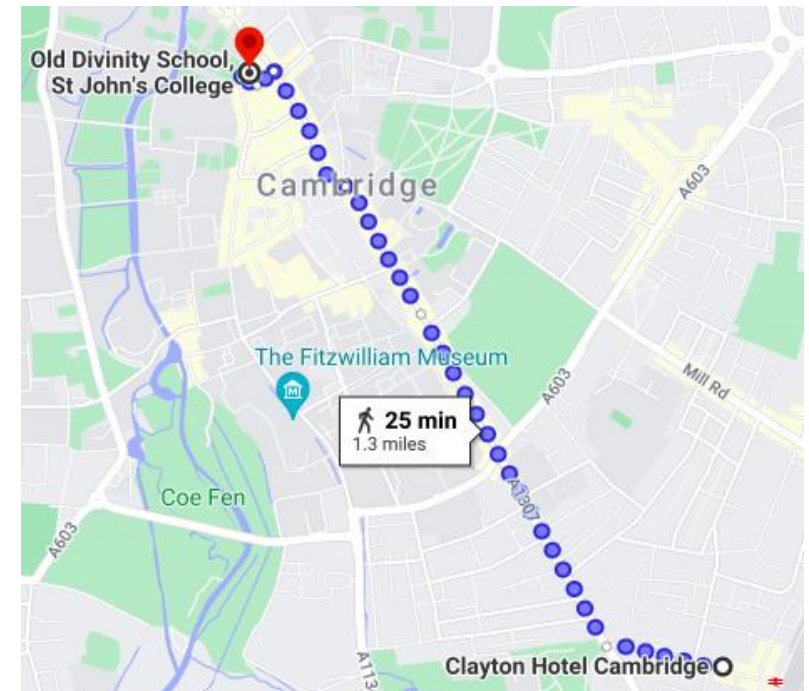 Old Divinity School,
St John's College
Cambridge
A603
The Fitzwilliam Museum
M
Mill Rd
A603
25 min
1.3 miles
A1307
Coe Fen
A603
A113
Clayton Hotel Cambridge